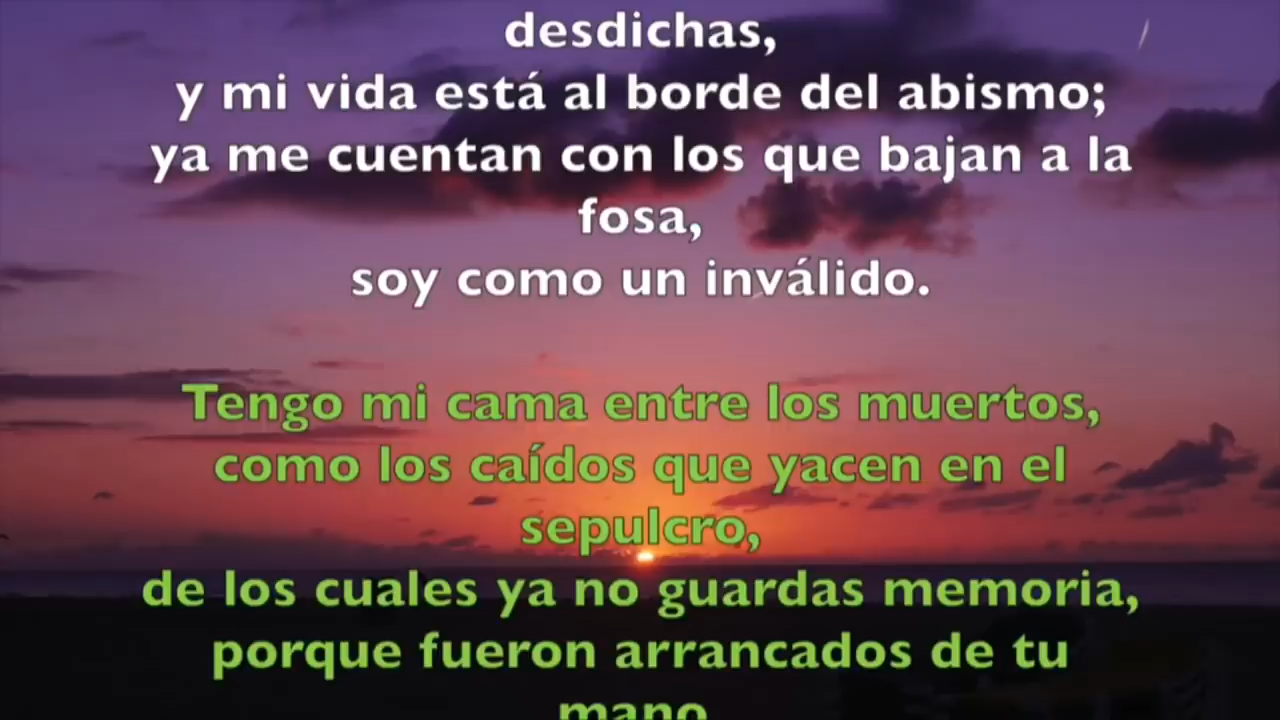 desdichas,
y mi vida está al borde del abismo;
ya me cuentan con los que bajan a la
fosa,
soy como un inválido.
Tengo mi cama entre los muertos,
como los caídos que yacen en el
sepulcro,
de los cuales ya no guardas memoria,
porque fueron arrancados de tu
mano